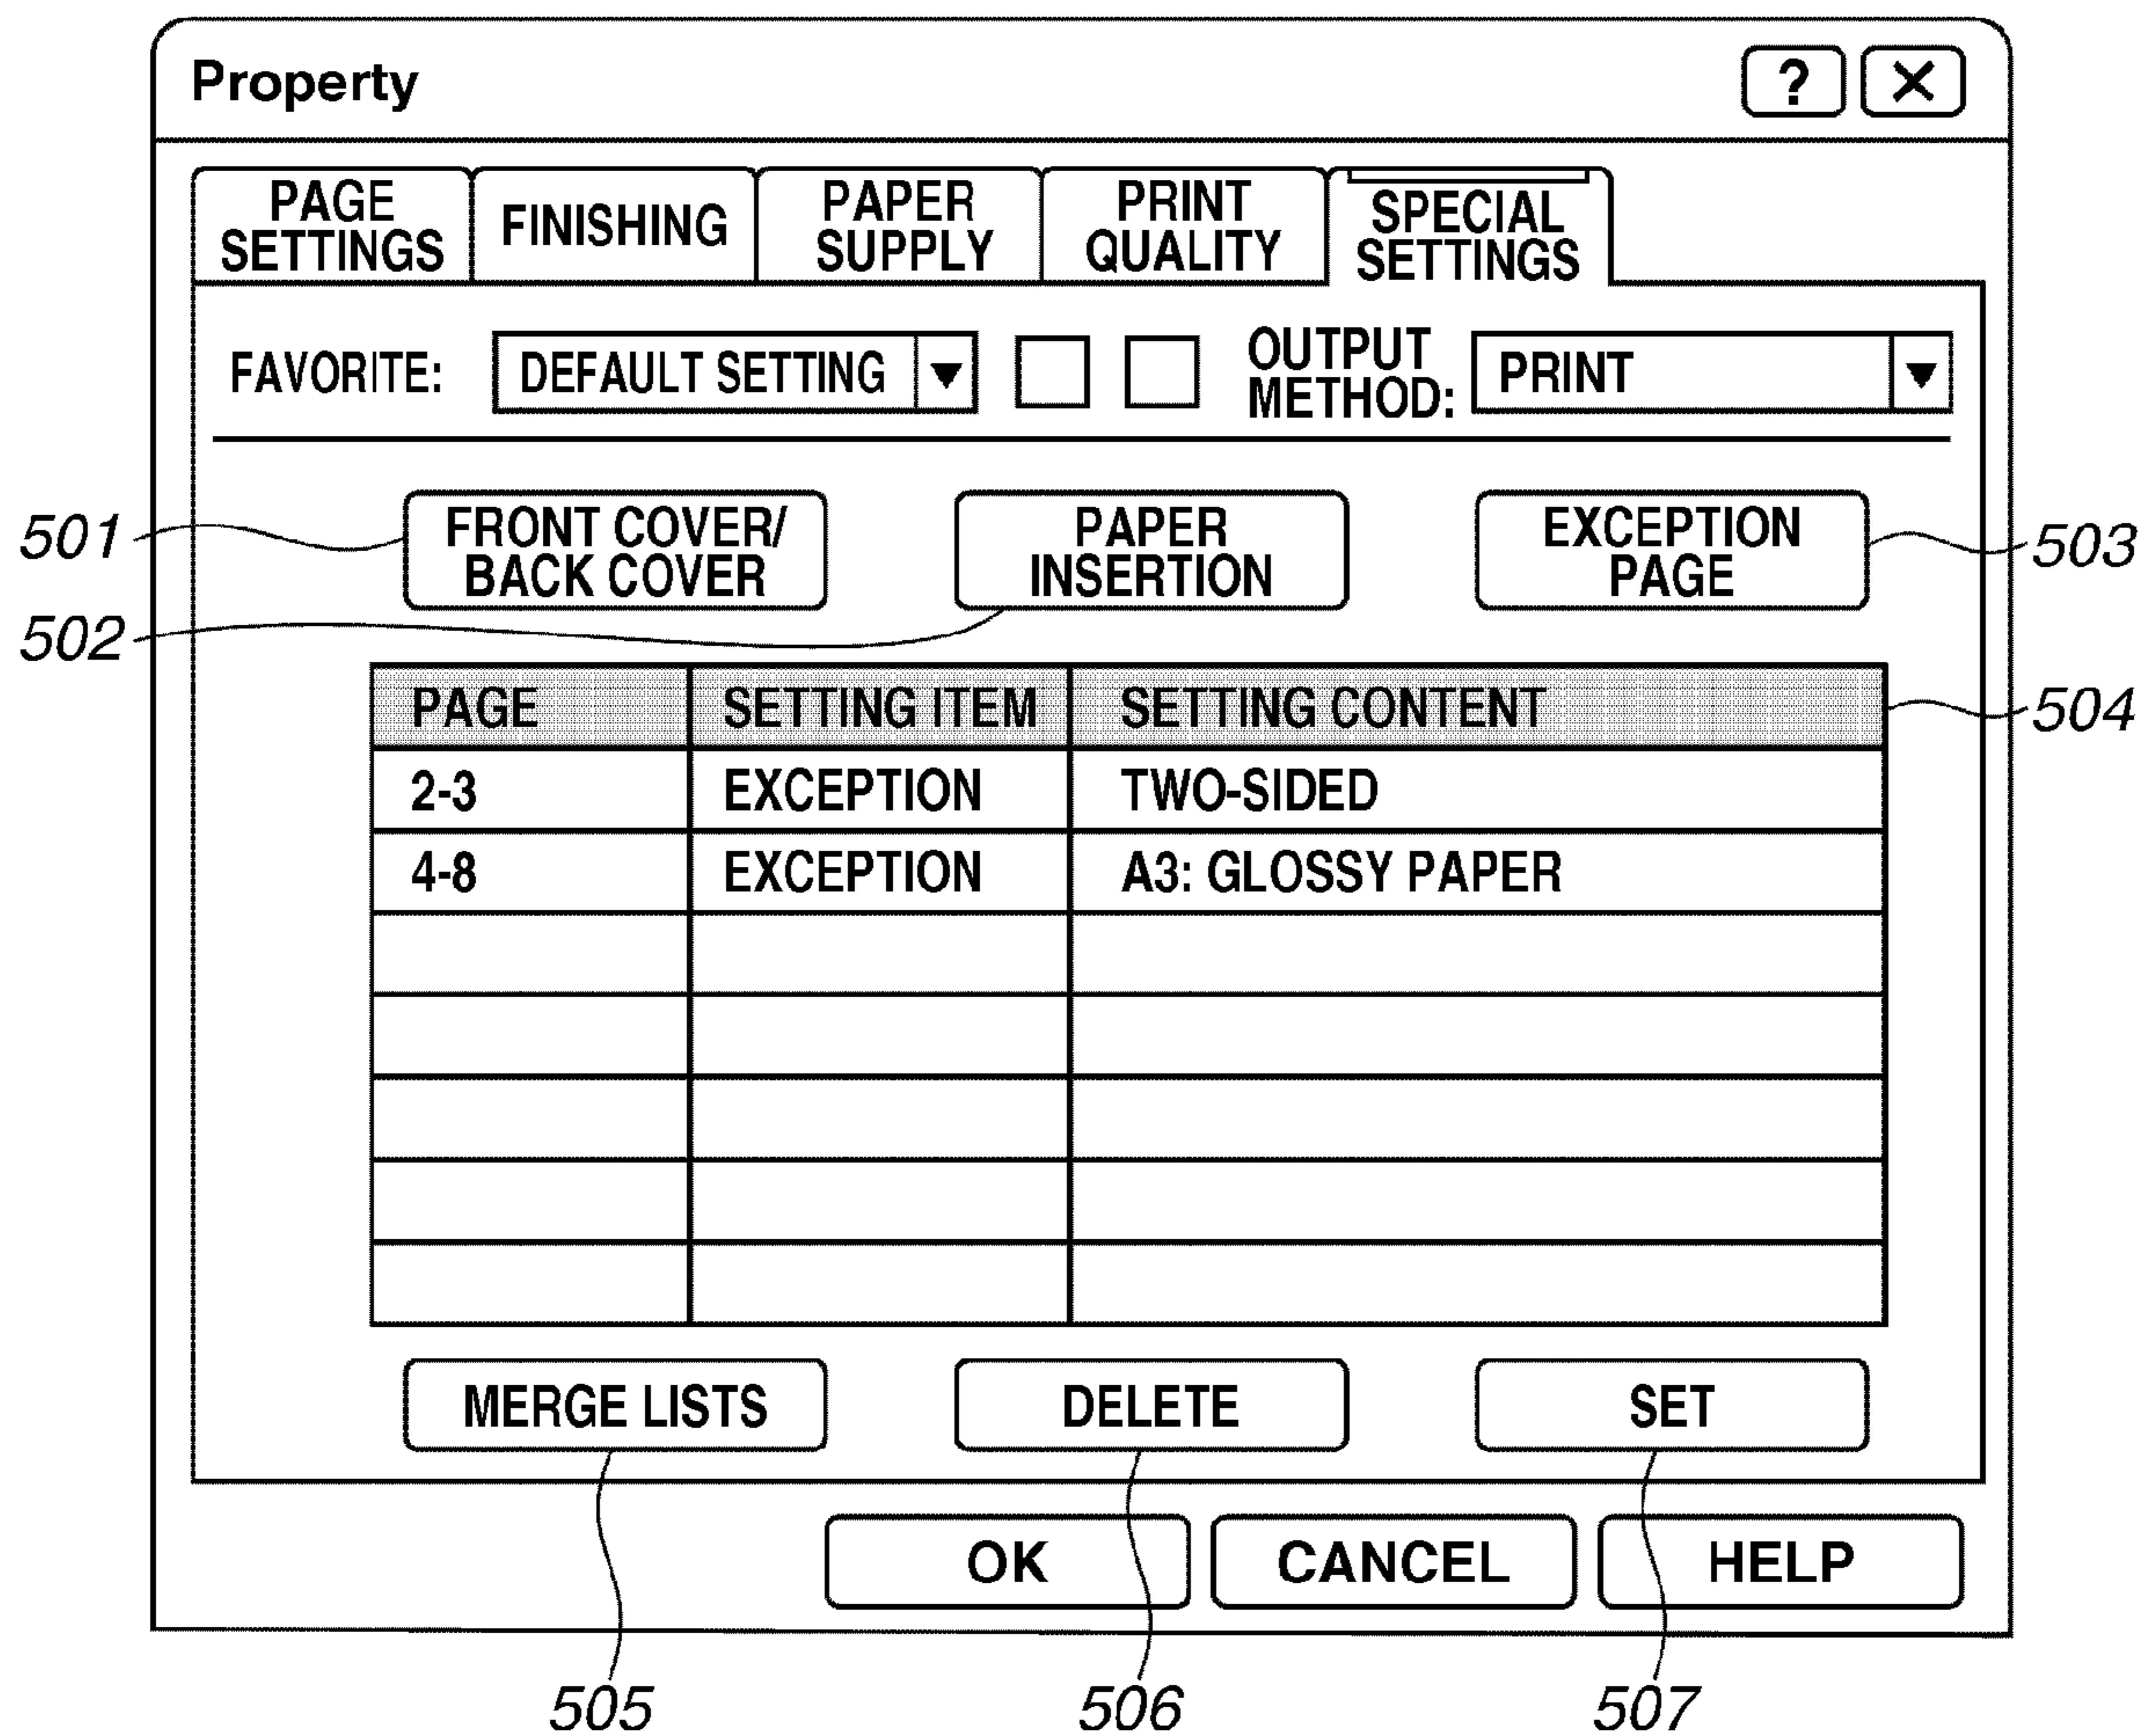 Property
? X
PAGE
SETTINGS
FINISHING
PAPER
SUPPLY
PRINT
QUALITY
SPECIAL
SETTINGS
FAVORITE:
DEFAULT SETTING
OUTPUT
METHOD:
PRINT
501
FRONT COVER/
BACK COVER
PAPER
INSERTION
EXCEPTION
PAGE
503
502
PAGE SETTING ITEM SETTING CONTENT
504
2-3 EXCEPTION TWO-SIDED
4-8 EXCEPTION A3: GLOSSY PAPER
MERGE LISTS
DELETE
SET
OK
CANCEL
HELP
505
506
507